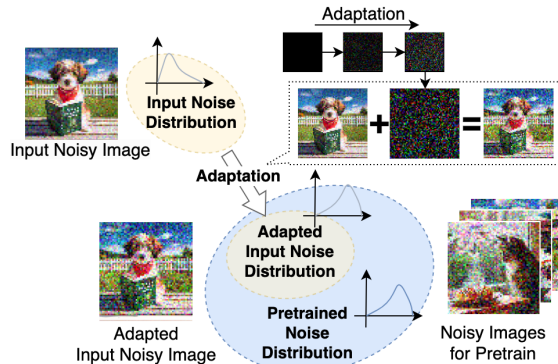 Adaptation
Input Noise
Distribution
Input Noisy Image
+
=
Adaptation
Adapted
Input Noise
Distribution
Pretrained
Noise
Distribution
Adapted
Input Noisy Image
Noisy Images
for Pretrain